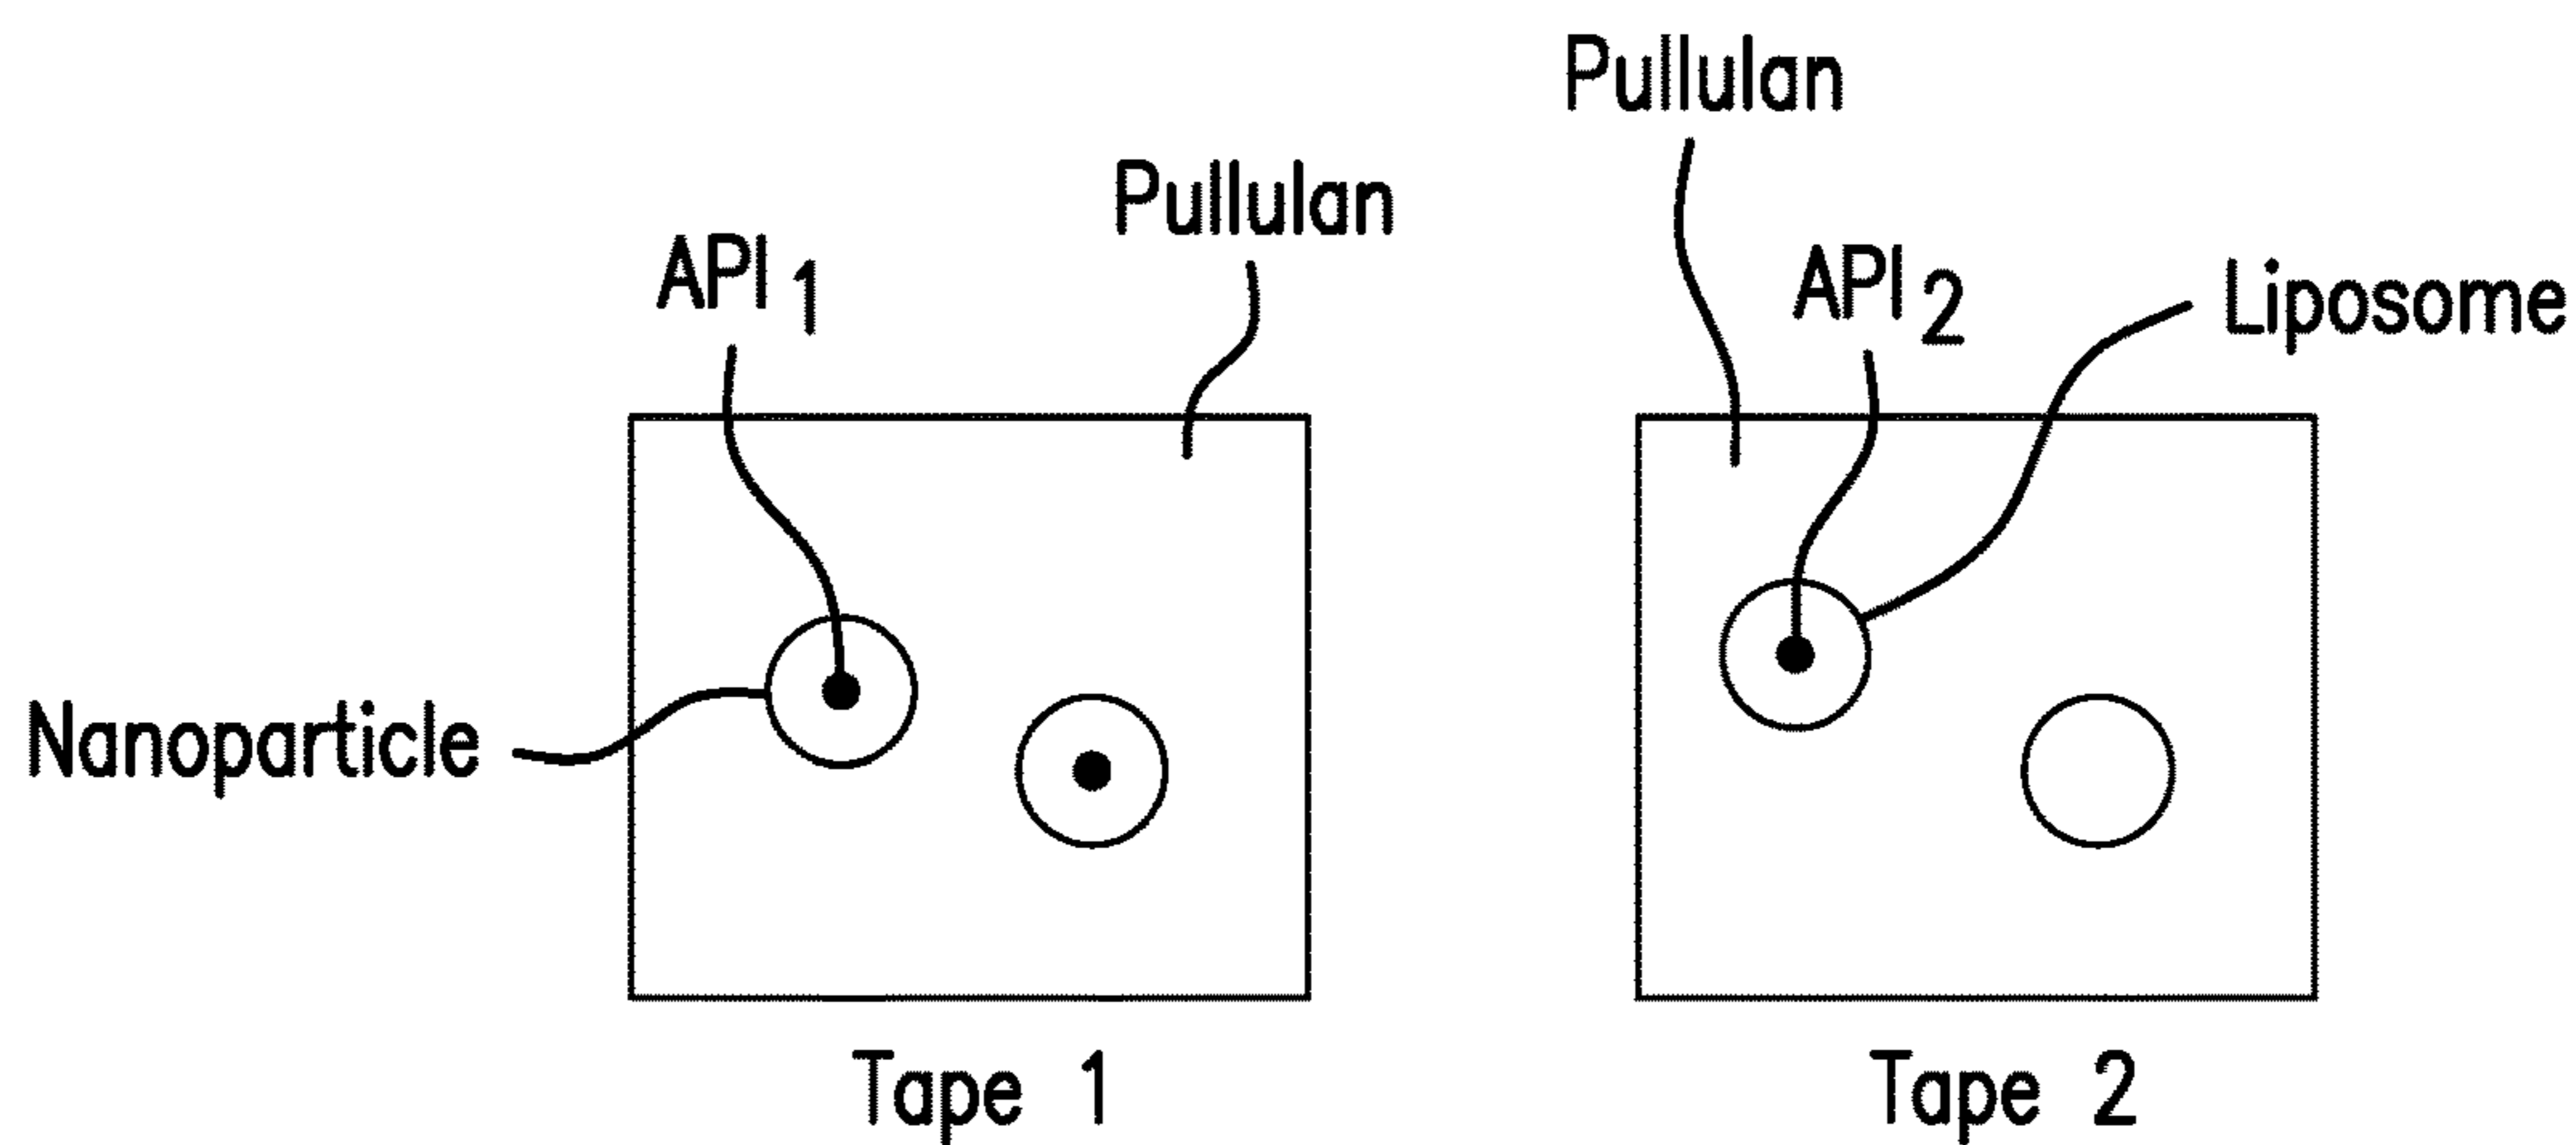 Pullulan
API 1
Nanoparticle
Tape 1
Pullulan
API 2
Liposome
Tape 2